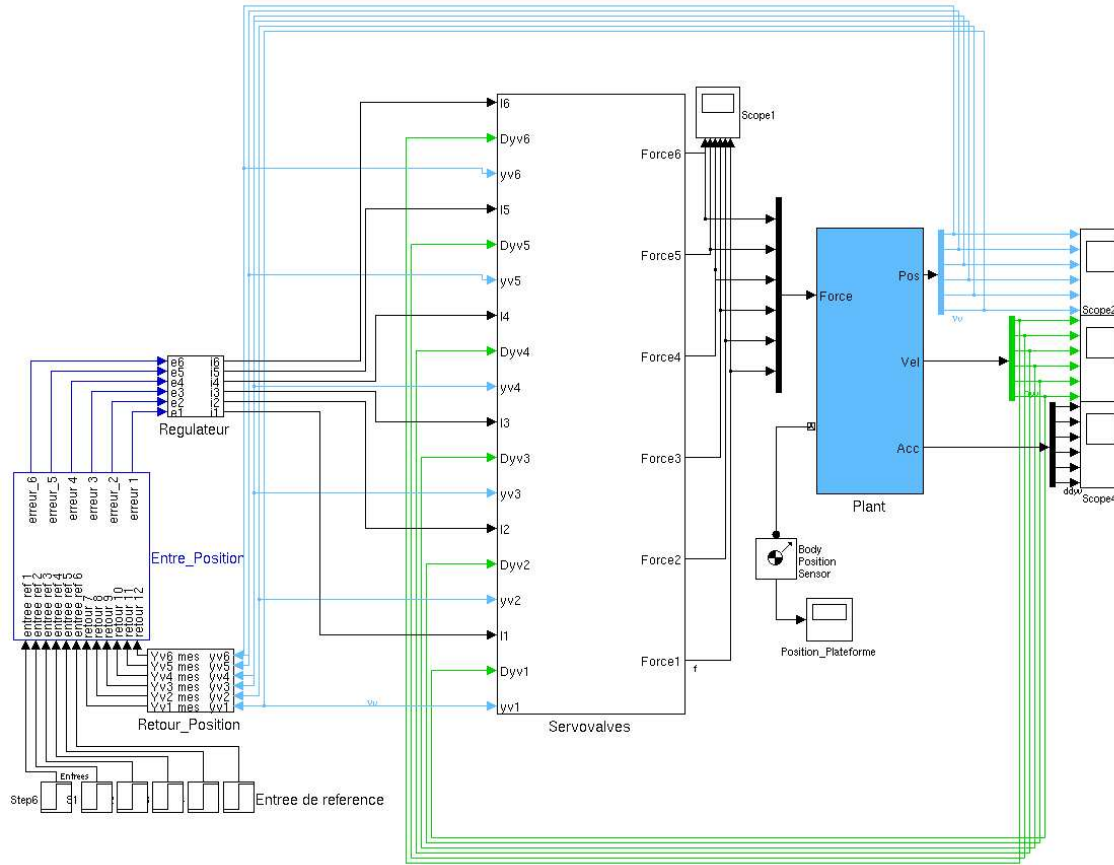 I6
Dyv6
yv6
I5
Dyv5
yv5
I4
Dyv4
yv4
I3
Dyv3
yv3
I2
Dyv2
yv2
I1
Dyv1
yv1
Force6
Force5
Force4
Force3
Force2
Force1
f
Servovalves
Scope1
Force
Pos
Vel
Acc
Plant
Scope2
Scope4
ddyv
Body
Position
Sensor
Position_Plateforme
e6
e5
e4
e3
e2
e1
i6
i5
i4
i3
i2
i1
Regulateur
erreur_6
erreur_5
erreur 4
erreur 3
erreur_2
erreur 1
Entre_Position
entree ref 1
entree ref 2
entree ref 3
entree ref 4
entree ref 5
entree ref 6
retour 7
retour 8
retour 9
retour 10
retour 11
retour 12
Yv6 mes yv6
Yv5 mes yv5
Yv4 mes yv4
Yv3 mes yv3
Yv2 mes yv2
Yv1 mes yv1
Retour_Position
Entrees
Step6
Entree de reference